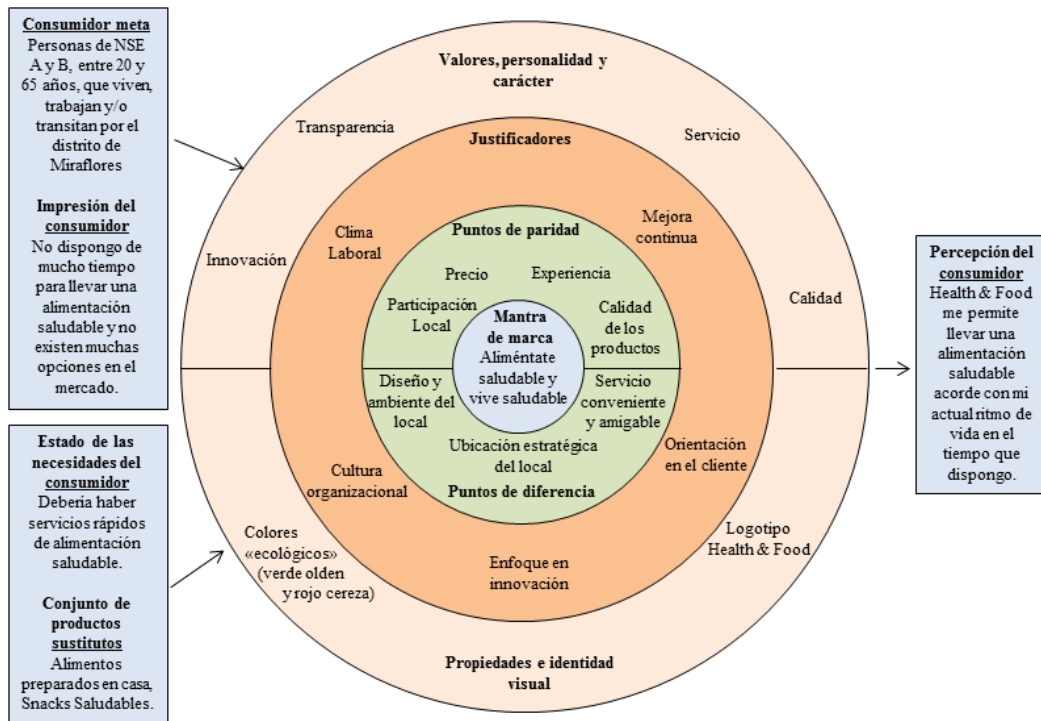 Consumidor meta
Personas de NSE
A y B, entre 20 y
65 años, que viven,
trabajan y/o
transitan por el
distrito de
Miraflores
Impresión del
consumidor
No dispongo de
mucho tiempo
para llevar una
alimentación
saludable y no
existen muchas
opciones en el
mercado.
Estado de las
necesidades del
consumidor
Debería haber
servicios rápidos
de alimentación
saludable.
Conjunto de
productos
sustitutos
Alimentos
preparados en casa,
Snacks Saludables.
Valores, personalidad y
carácter
Transparencia
Servicio
Innovación
Calidad
Justificadores
Clima
Laboral
Mejora
continua
Puntos de paridad
Precio
Experiencia
Participación
Local
Calidad
de los
productos
Mantra
de marca
Aliméntate
saludable y
vive saludable
Diseño y
ambiente del
local
Servicio
conveniente
y amigable
Ubicación estratégica
del local
Puntos de diferencia
Cultura
organizacional
Orientación
en el cliente
Enfoque en
innovación
Colores
«ecológicos»
(verde olden
y rojo cereza)
Logotipo
Health & Food
Propiedades e identidad
visual
Percepción del
consumidor
Health & Food
me permite
llevar una
alimentación
saludable
acorde con mi
actual ritmo de
vida en el
tiempo que
dispongo.